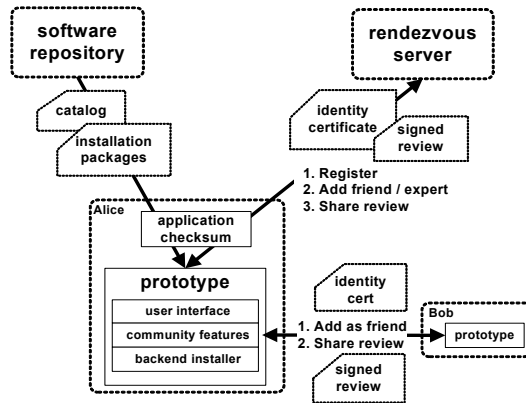 software
repository
rendezvous
server
catalog
installation
packages
identity
certificate
signed
review
1. Register
2. Add friend / expert
3. Share review
Alice
application
checksum
prototype
user interface
community features
backend installer
identity
cert
1. Add as friend
2. Share review
signed
review
Bob
prototype